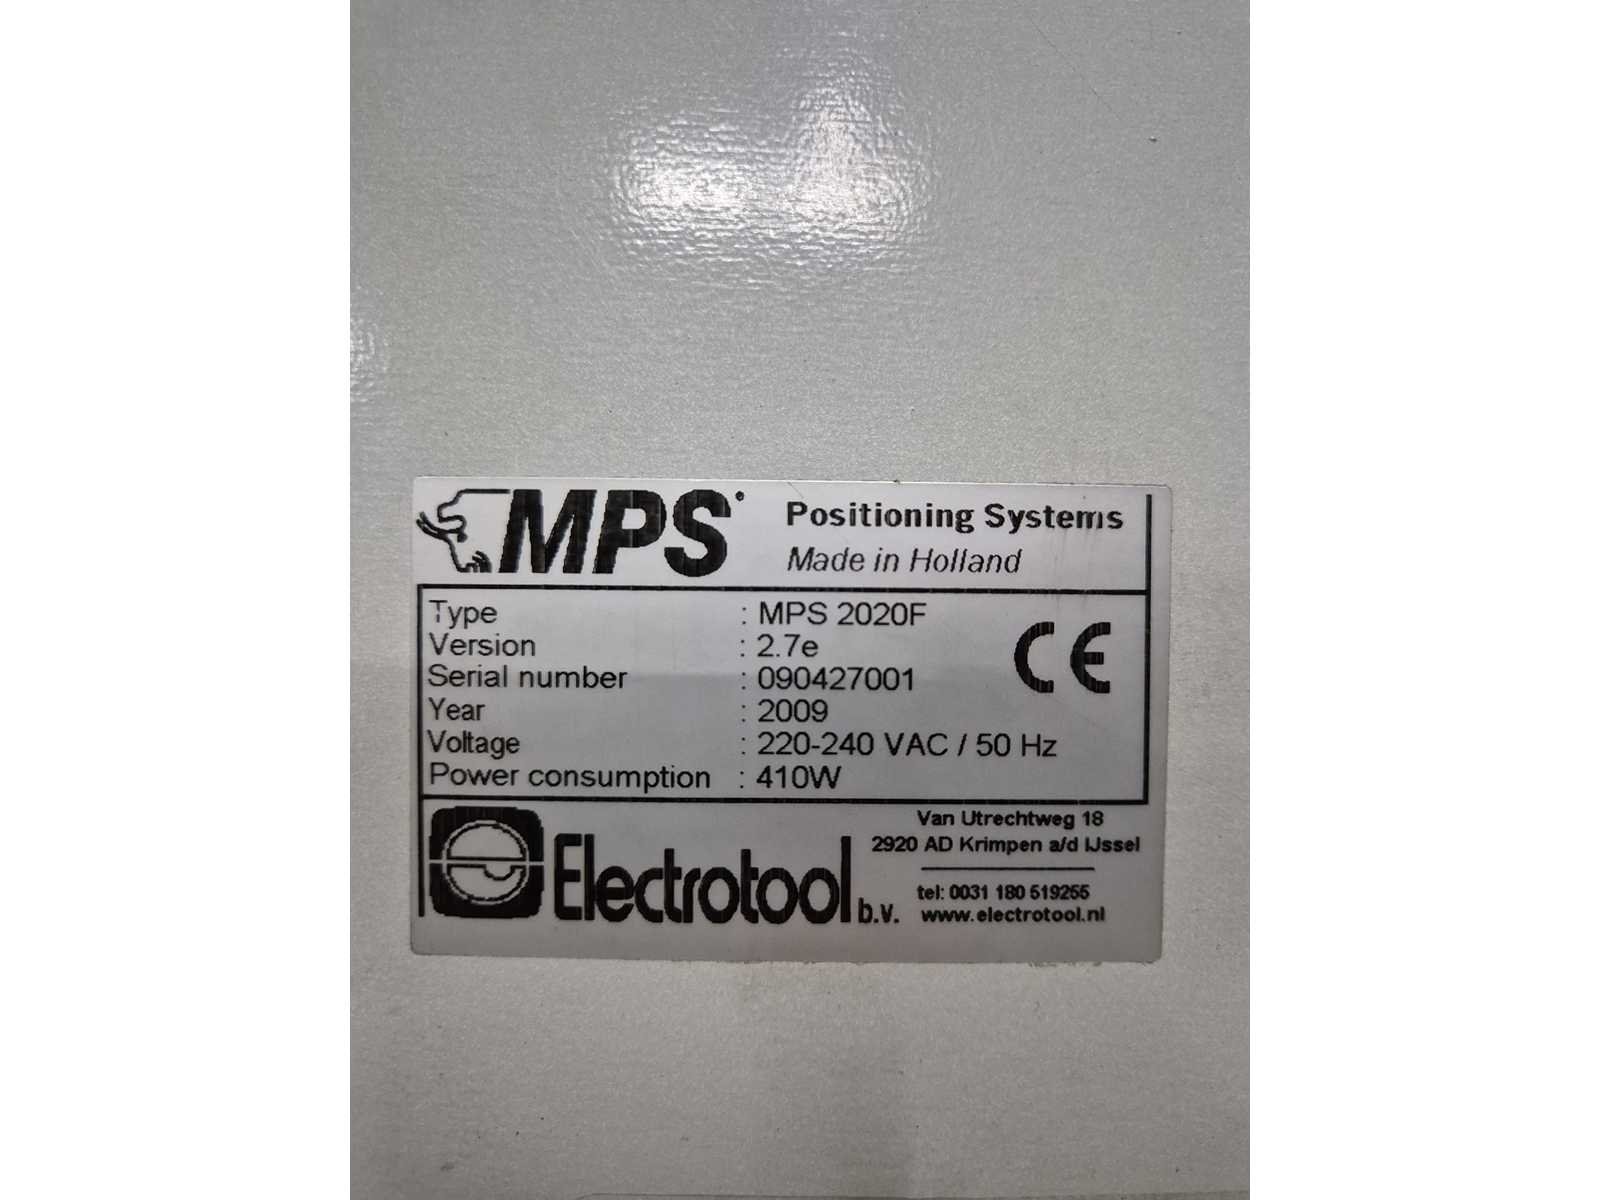 MPS
Positioning Systems
Made in Holland
Type : MPS 2020F
Version : 2.7e
Serial number : 090427001
Year : 2009
Voltage : 220-240 VAC / 50 Hz
Power consumption : 410W
CE
Electrotool b.v.
Van Utrechtweg 18
2920 AD Krimpen a/d IJssel
tel: 0031 180 519255
www.electrotool.nl